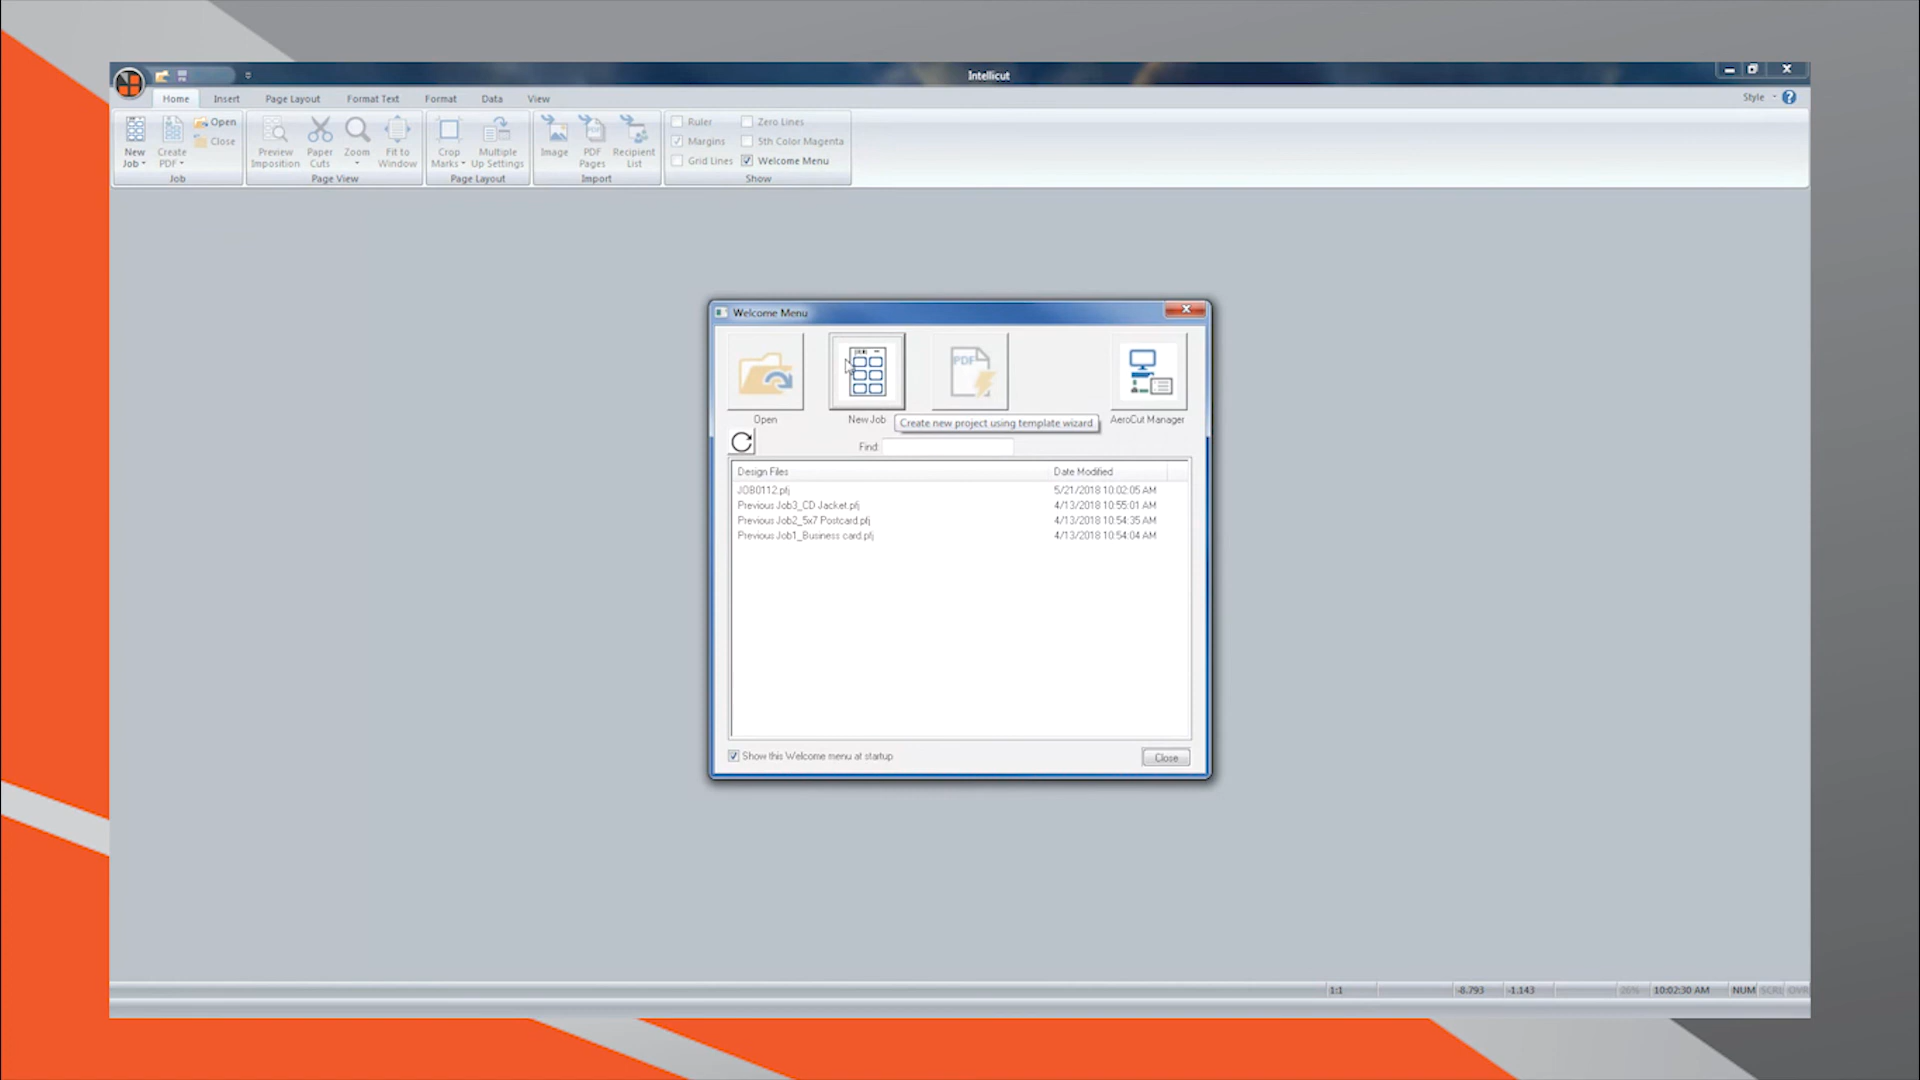 Intellicut
Home Insert Page Layout Format Text Format Data View
Style
New Job
Create PDF
Open
Close
Job
Preview Imposition
Paper Cuts
Zoom
Fit to Window
Page View
Crop Marks
Multiple Up Settings
Page Layout
Image
PDF Pages
Recipient List
Import
Ruler Zero Lines
Margins 5th Color Magenta
Grid Lines Welcome Menu
Show
Welcome Menu
PDF
Open
New Job
AeroCut Manager
Create new project using template wizard
Find:
Design Files Date Modified
JOB0112.pfj 5/21/2018 10:02:05 AM
Previous Job3_CD Jacket.pfj 4/13/2018 10:55:01 AM
Previous Job2_5x7 Postcard.pfj 4/13/2018 10:54:35 AM
Previous Job1_Business card.pfj 4/13/2018 10:54:04 AM
Show this Welcome menu at startup
Close
1:1 -8.793 -1.143 26% 10:02:30 AM NUM SCRL OVR